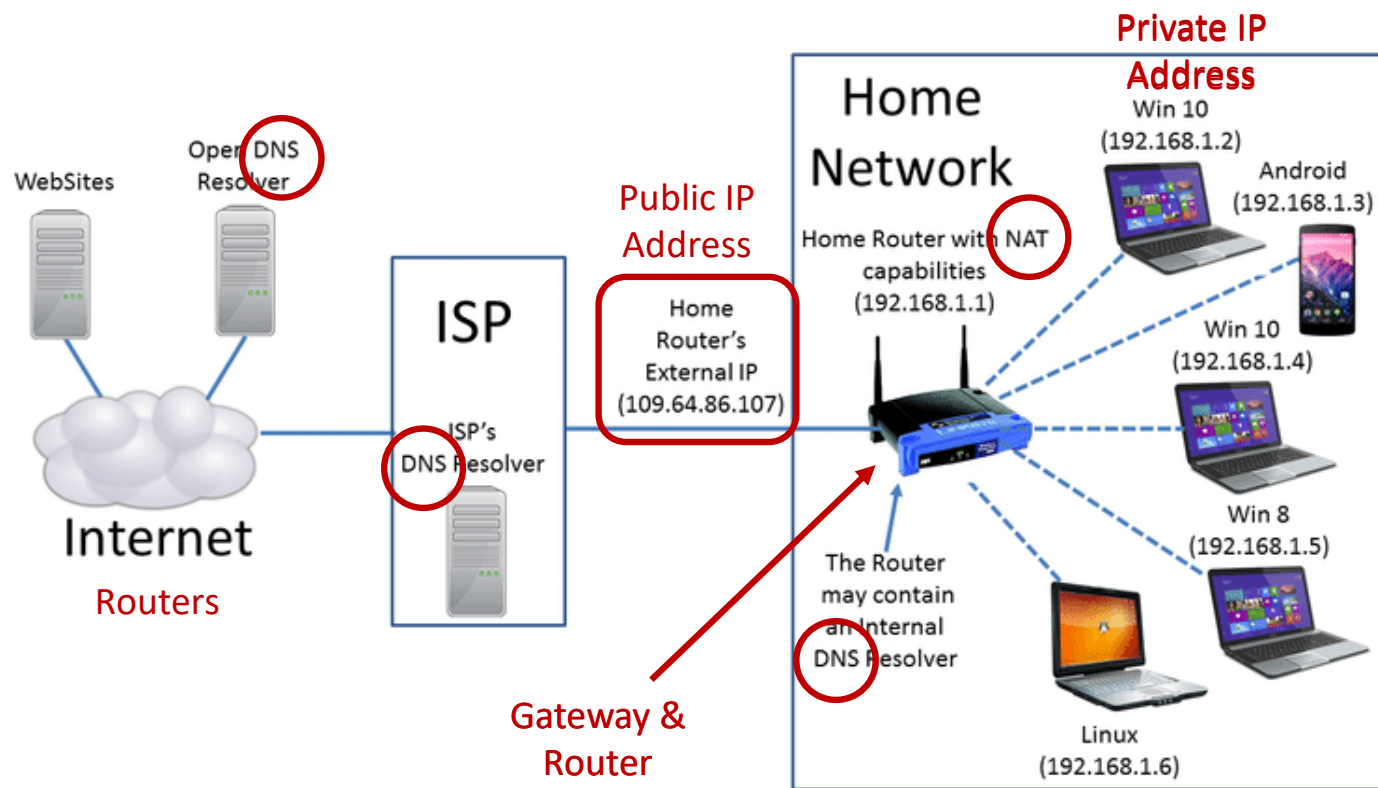 WebSites
Open DNS
Resolver
Internet
Routers
ISP
ISP's
DNS Resolver
Public IP
Address
Home
Router's
External IP
(109.64.86.107)
Gateway &
Router
Private IP
Address
Home
Network
Home Router with NAT
capabilities
(192.168.1.1)
The Router
may contain
an Internal
DNS Resolver
Win 10
(192.168.1.2)
Android
(192.168.1.3)
Win 10
(192.168.1.4)
Win 8
(192.168.1.5)
Linux
(192.168.1.6)